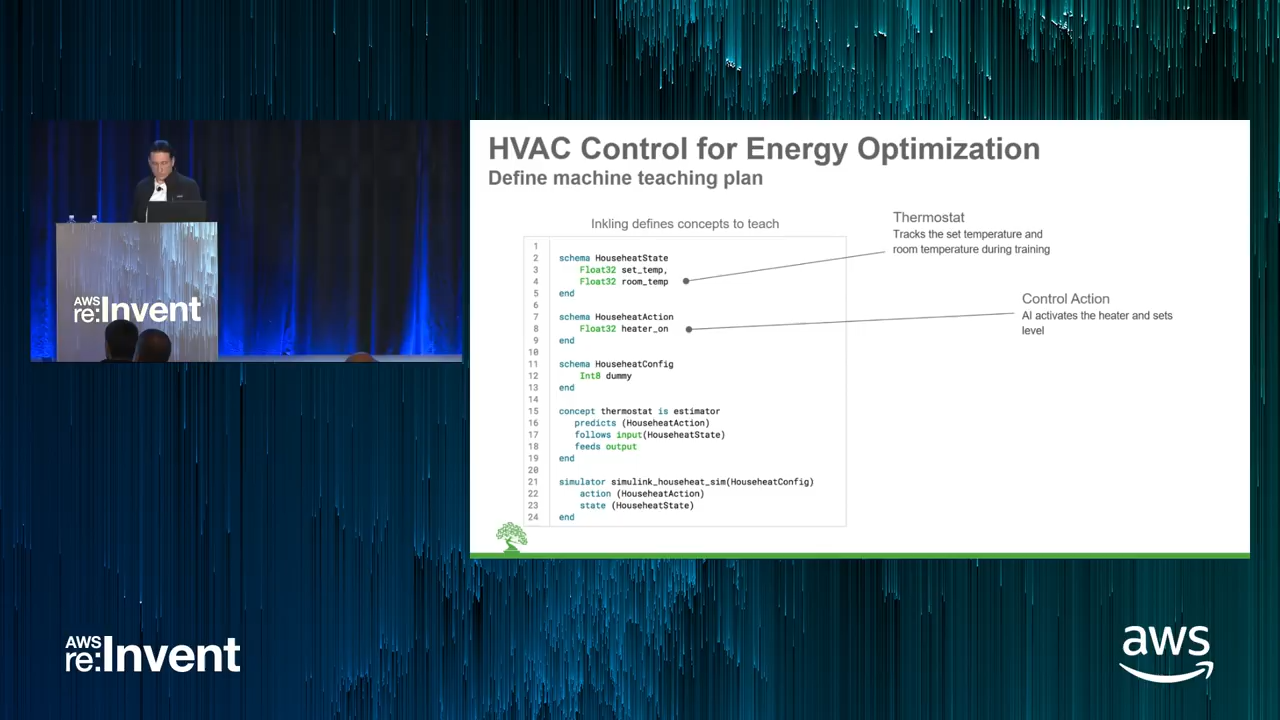 HVAC Control for Energy Optimization
Define machine teaching plan
Inkling defines concepts to teach
1
2 schema HouseheatState
3 Float32 set_temp,
4 Float32 room_temp
5 end
6
7 schema HouseheatAction
8 Float32 heater_on
9 end
10
11 schema HouseheatConfig
12 Int8 dummy
13 end
14
15 concept thermostat is estimator
16 predicts (HouseheatAction)
17 follows input(HouseheatState)
18 feeds output
19 end
20
21 simulator simulink_househeat_sim(HouseheatConfig)
22 action (HouseheatAction)
23 state (HouseheatState)
24 end
Thermostat
Tracks the set temperature and
room temperature during training
Control Action
AI activates the heater and sets
level
AWS
re:Invent
AWS
re:Invent
aws